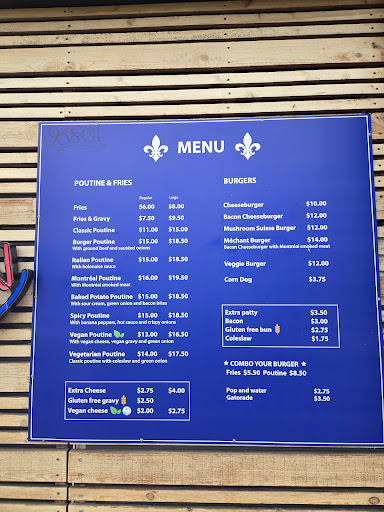 MENU
POUTINE & FRIES
Regular Large
Fries $6.00 $8.00
Fries & Gravy $7.50 $9.50
Classic Poutine $11.00 $15.00
Burger Poutine $15.00 $18.50
With ground beef and sautéed onions
Italian Poutine $15.00 $18.50
With bolonaise sauce
Montréal Poutine $16.00 $19.50
With Montréal smoked meat
Baked Potato Poutine $15.00 $18.50
With sour cream, green onion and bacon bites
Spicy Poutine $15.00 $18.50
With banana peppers, hot sauce and crispy onions
Vegan Poutine $13.00 $16.50
With vegan cheese, vegan gravy and green onion
Vegetarian Poutine $14.00 $17.50
Classic poutine with coleslaw and green onion
Extra Cheese $2.75 $4.00
Gluten free gravy $2.50
Vegan cheese $2.00 $2.75
BURGERS
Cheeseburger $10.00
Bacon Cheeseburger $12.00
Mushroom Suisse Burger $12.00
Méchant Burger $14.00
Bacon Cheeseburger with Montréal smoked meat
Veggie Burger $12.00
Corn Dog $3.75
Extra patty $3.50
Bacon $3.00
Gluten free bun $2.75
Coleslaw $1.75
COMBO YOUR BURGER
Fries $5.50 Poutine $8.50
Pop and water $2.75
Gatorade $3.50